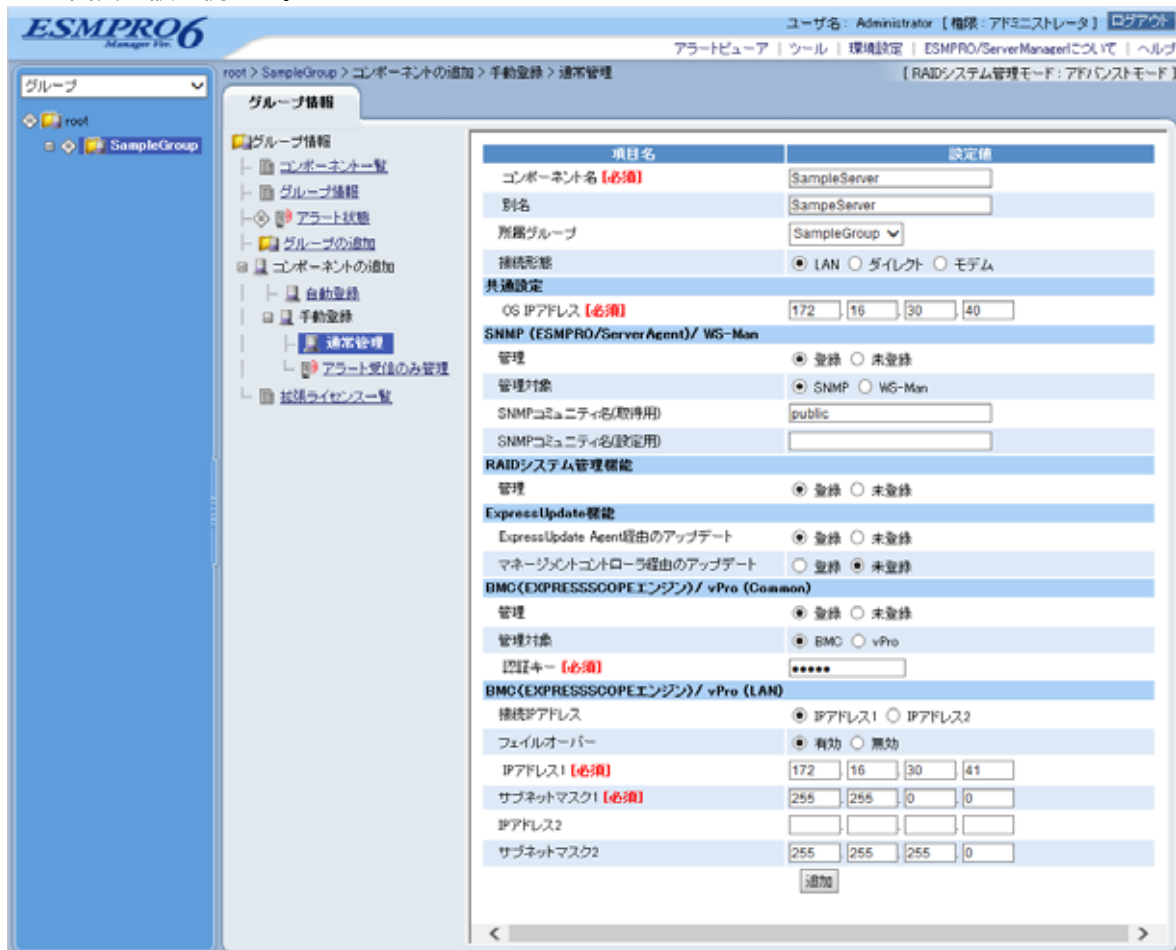 ESMPRO6
Manager Ver.
ユーザ名 : Administrator [ 権限 : アドミニストレータ ] ログアウト
アラートビューア | ツール | 環境設定 | ESMPRO/ServerManagerについて | ヘルプ
グループ
root > SampleGroup > コンポーネントの追加 > 手動登録 > 通常管理
[ RAIDシステム管理モード : アドバンストモード ]
root
SampleGroup
グループ情報
グループ情報
コンポーネント一覧
グループ情報
アラート状態
グループの追加
コンポーネントの追加
自動登録
手動登録
通常管理
アラート受信のみ管理
拡張ライセンス一覧
項目名 設定値
コンポーネント名 [必須] SampleServer
別名 SampeServer
所属グループ SampleGroup
接続形態 LAN ダイレクト モデム
共通設定
OS IPアドレス [必須] 172 . 16 . 30 . 40
SNMP (ESMPRO/ServerAgent)/ WS-Man
管理 登録 未登録
管理対象 SNMP WS-Man
SNMPコミュニティ名(取得用) public
SNMPコミュニティ名(設定用)
RAIDシステム管理機能
管理 登録 未登録
ExpressUpdate機能
ExpressUpdate Agent経由のアップデート 登録 未登録
マネージメントコントローラ経由のアップデート 登録 未登録
BMC(EXPRESSSCOPEエンジン)/ vPro (Common)
管理 登録 未登録
管理対象 BMC vPro
認証キー [必須] •••••
BMC(EXPRESSSCOPEエンジン)/ vPro (LAN)
接続IPアドレス IPアドレス1 IPアドレス2
フェイルオーバー 有効 無効
IPアドレス1 [必須] 172 . 16 . 30 . 41
サブネットマスク1 [必須] 255 . 255 . 0 . 0
IPアドレス2 . . .
サブネットマスク2 255 . 255 . 255 . 0
追加